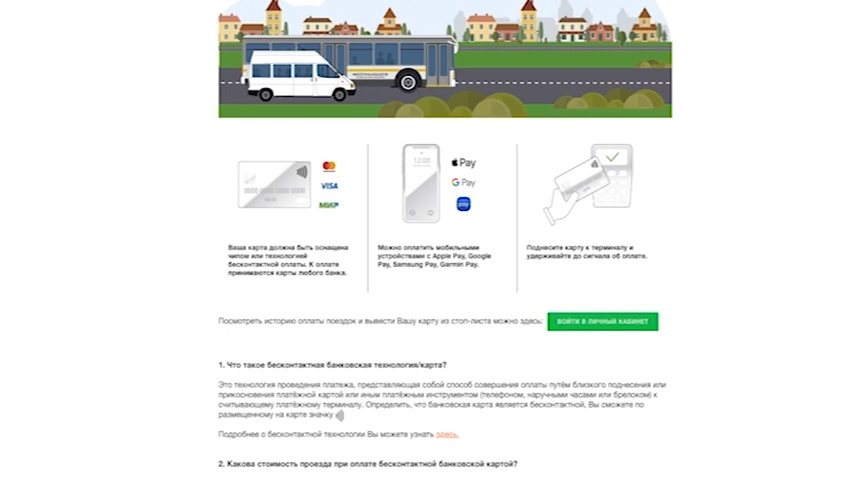 МОСТРАНСАВТО
VISA
МИР
12:00
Pay
G Pay
pay
Ваша карта должна быть оснащена
чипом или технологией
бесконтактной оплаты. К оплате
принимаются карты любого банка.
Можно оплатить мобильными
устройствами с Apple Pay, Google
Pay, Samsung Pay, Garmin Pay.
Поднесите карту к терминалу и
удерживайте до сигнала об оплате.
Посмотреть историю оплаты поездок и вывести Вашу карту из стоп-листа можно здесь:
ВОЙТИ В ЛИЧНЫЙ КАБИНЕТ
1. Что такое бесконтактная банковская технология/карта?
Это технология проведения платежа, представляющая собой способ совершения оплаты путём близкого поднесения или
прикосновения платёжной картой или иным платёжным инструментом (телефоном, наручными часами или брелоком) к
считывающему платёжному терминалу. Определить, что банковская карта является бесконтактной, Вы сможете по
размещенному на карте значку
Подробнее о бесконтактной технологии Вы можете узнать здесь.
2. Какова стоимость проезда при оплате бесконтактной банковской картой?